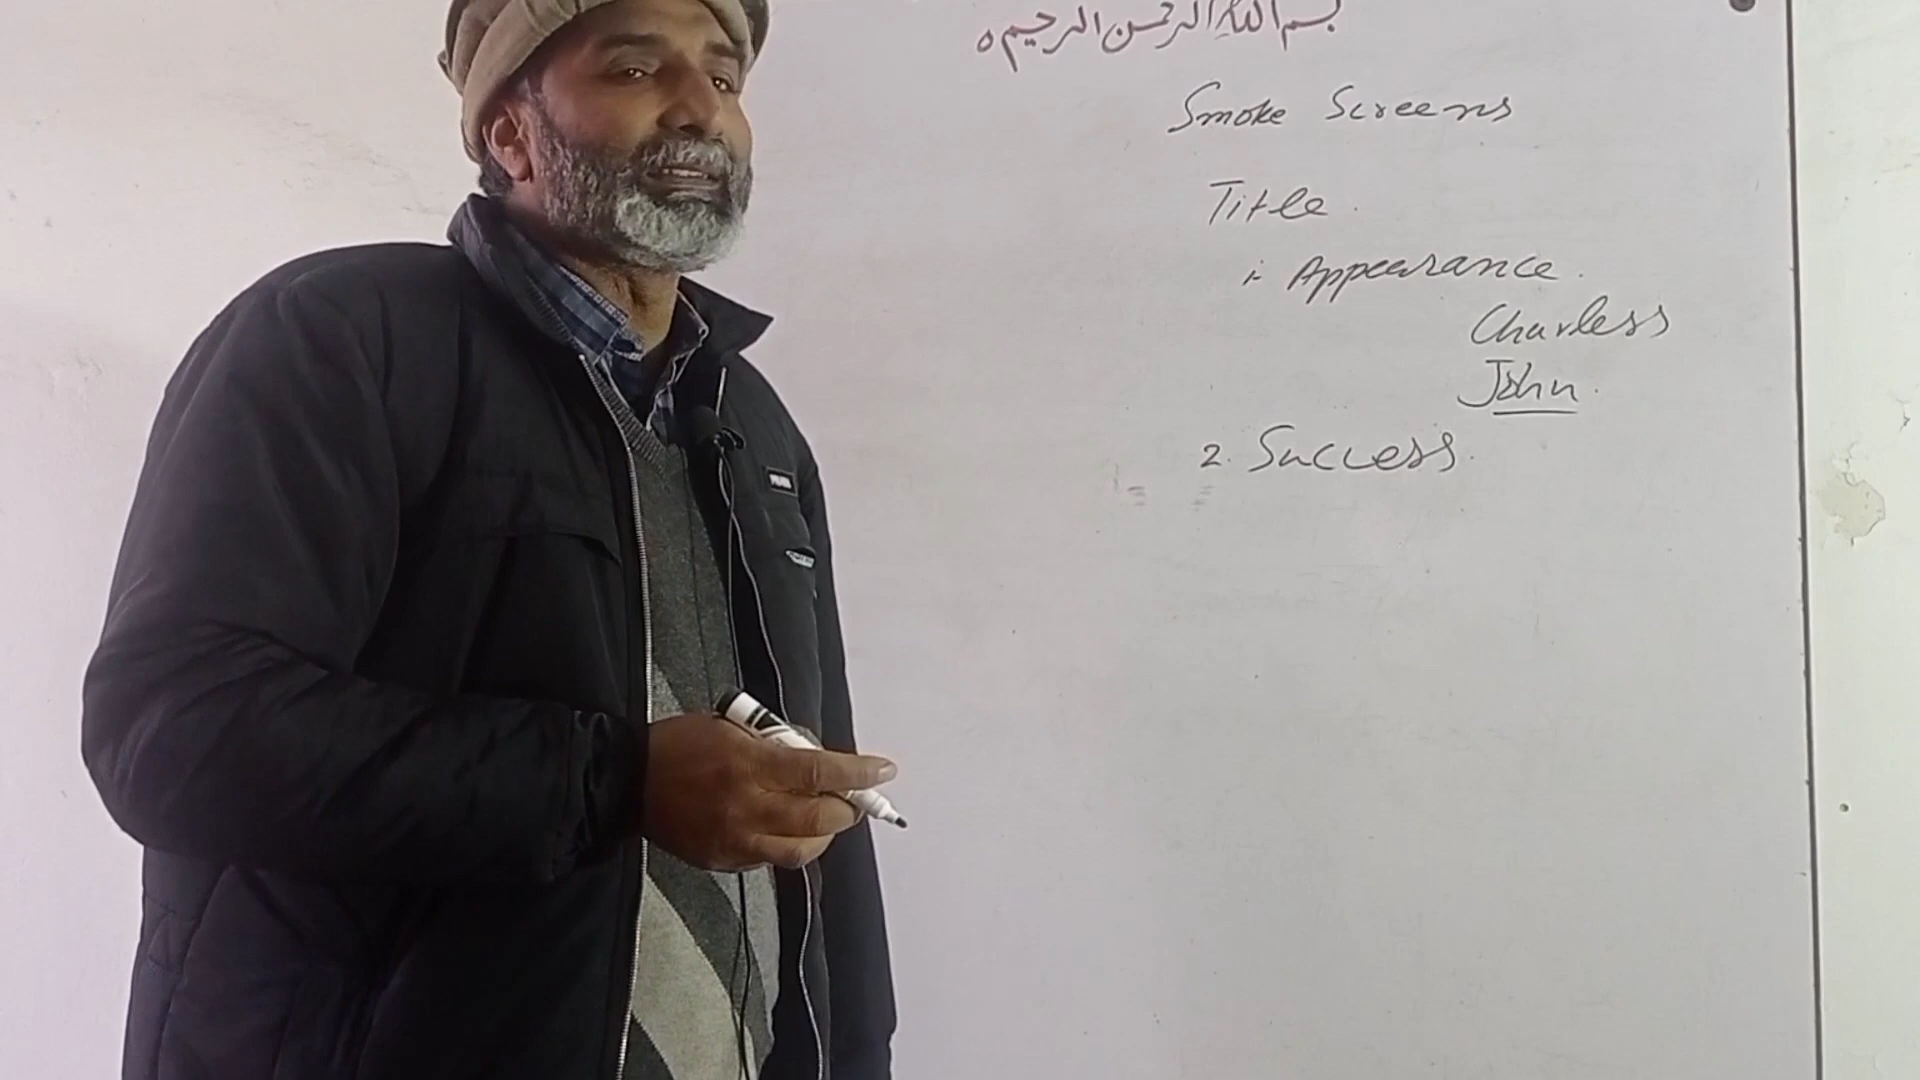 بسم اللہ الرحمن الرحیم ہ
Smoke Screens
Title.
1- Appearance.
Charless
John.
2. Success.